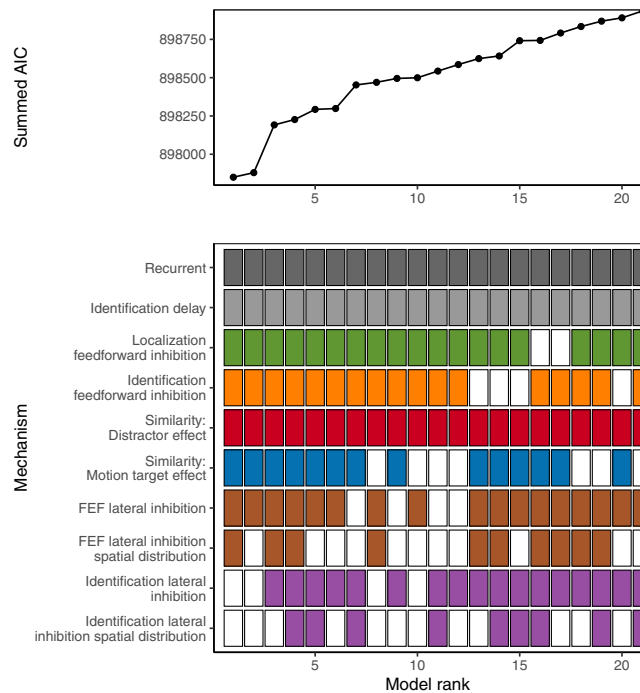 Summed AIC
898750
898500
898250
898000
5
10
15
20
Mechanism
Recurrent
Identification delay
Localization
feedforward inhibition
Identification
feedforward inhibition
Similarity:
Distractor effect
Similarity:
Motion target effect
FEF lateral inhibition
FEF lateral inhibition
spatial distribution
Identification lateral
inhibition
Identification lateral
inhibition spatial distribution
5
10
15
20
Model rank